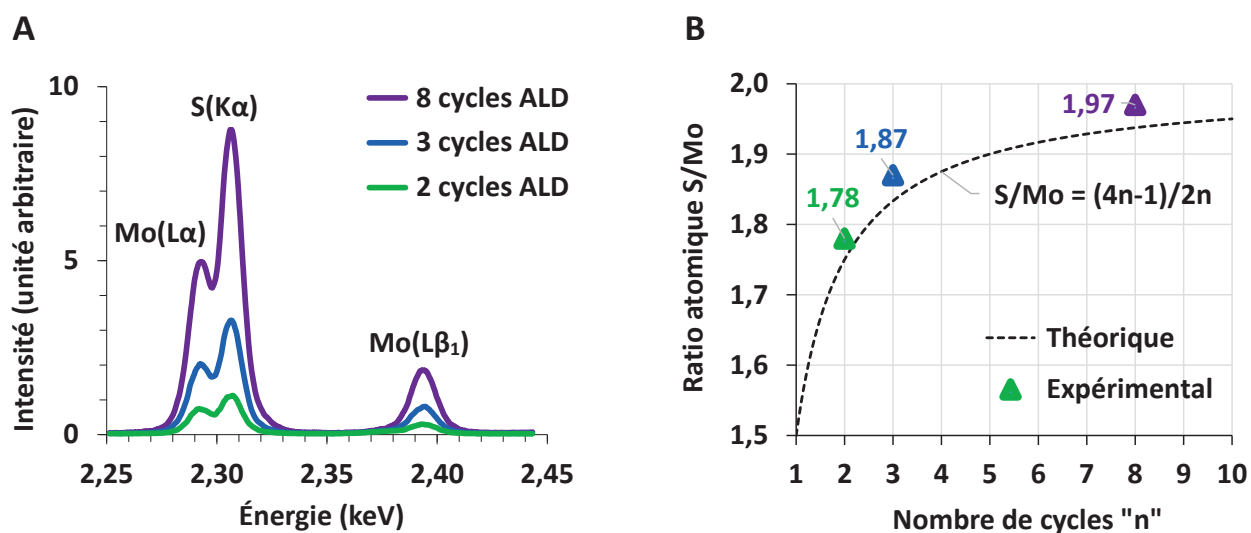 A
Intensité (unité arbitraire)
10
5
0
S(Kα)
Mo(Lα)
Mo(Lβ₁)
8 cycles ALD
3 cycles ALD
2 cycles ALD
2,25 2,30 2,35 2,40 2,45
Énergie (keV)
B
Ratio atomique S/Mo
2,0
1,9
1,8
1,7
1,6
1,5
1,97
1,87
1,78
S/Mo = (4n-1)/2n
Théorique
Expérimental
1 2 3 4 5 6 7 8 9 10
Nombre de cycles "n"